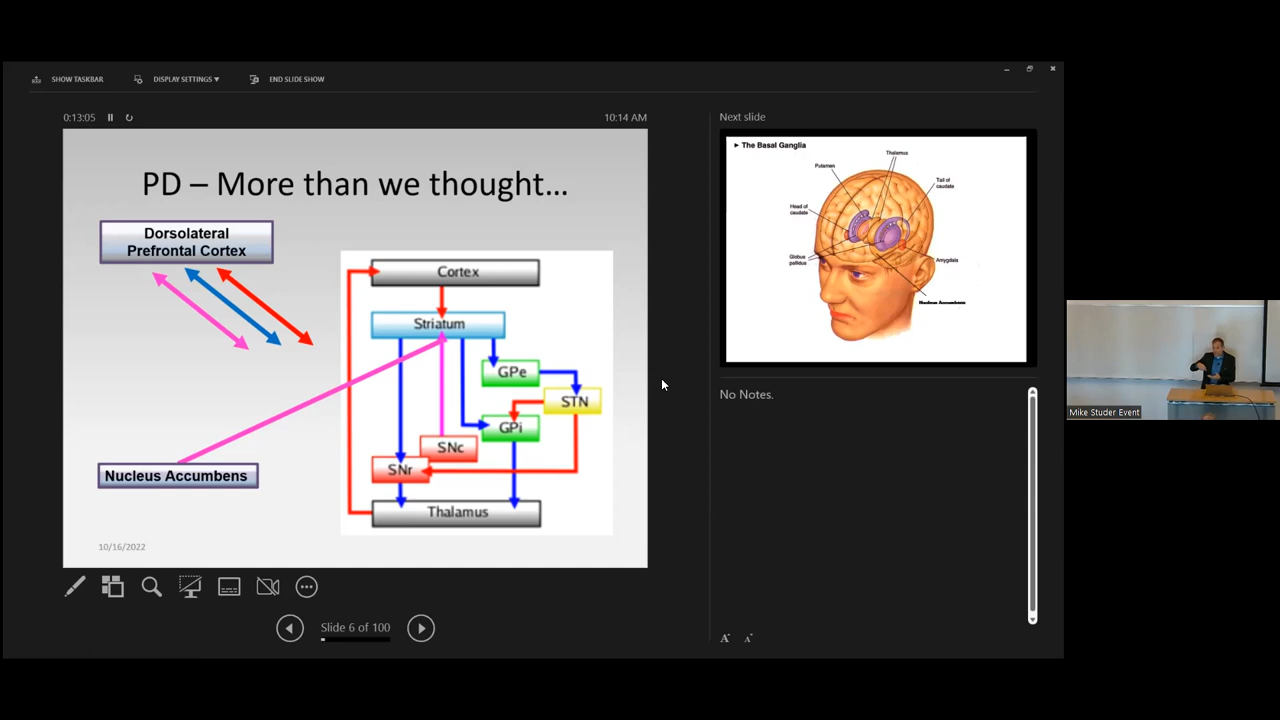 SHOW TASKBAR
DISPLAY SETTINGS ▼
END SLIDE SHOW
0:13:05
10:14 AM
PD – More than we thought…
Dorsolateral
Prefrontal Cortex
Cortex
Striatum
GPe
STN
GPi
SNc
SNr
Nucleus Accumbens
Thalamus
10/16/2022
Slide 6 of 100
Next slide
► The Basal Ganglia
Thalamus
Putamen
Tail of
caudate
Head of
caudate
Globus
pallidus
Amygdala
Nucleus Accumbens
No Notes.
A
A
Mike Studer Event